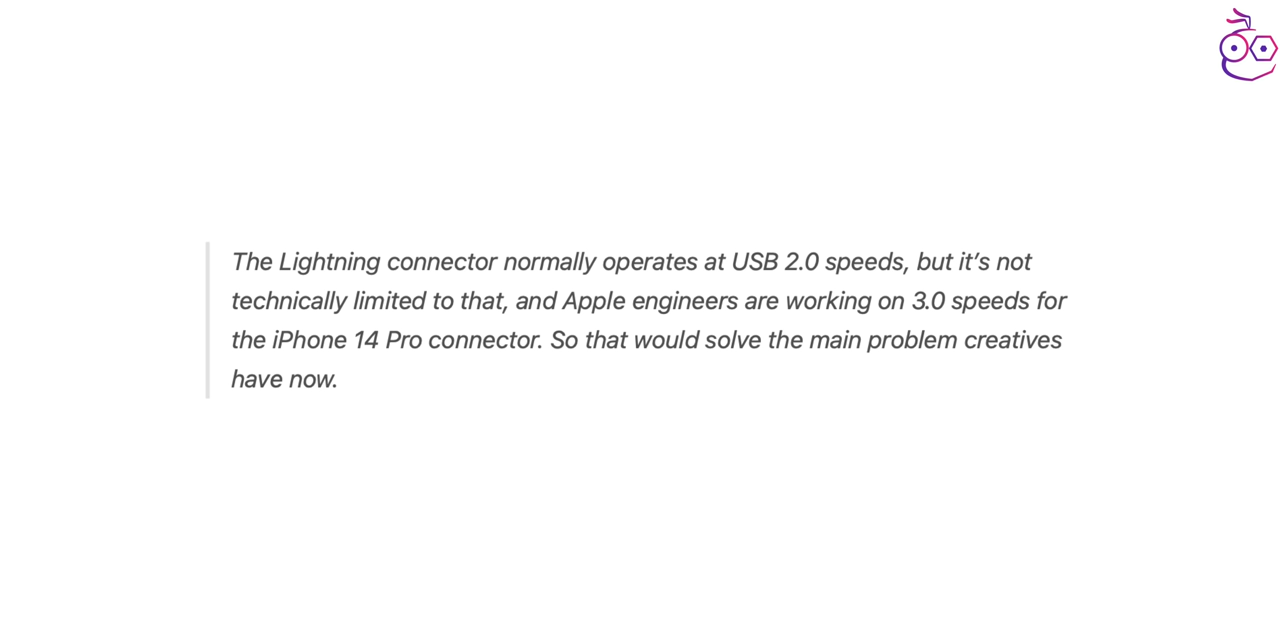 The Lightning connector normally operates at USB 2.0 speeds, but it’s not
technically limited to that, and Apple engineers are working on 3.0 speeds for
the iPhone 14 Pro connector. So that would solve the main problem creatives
have now.